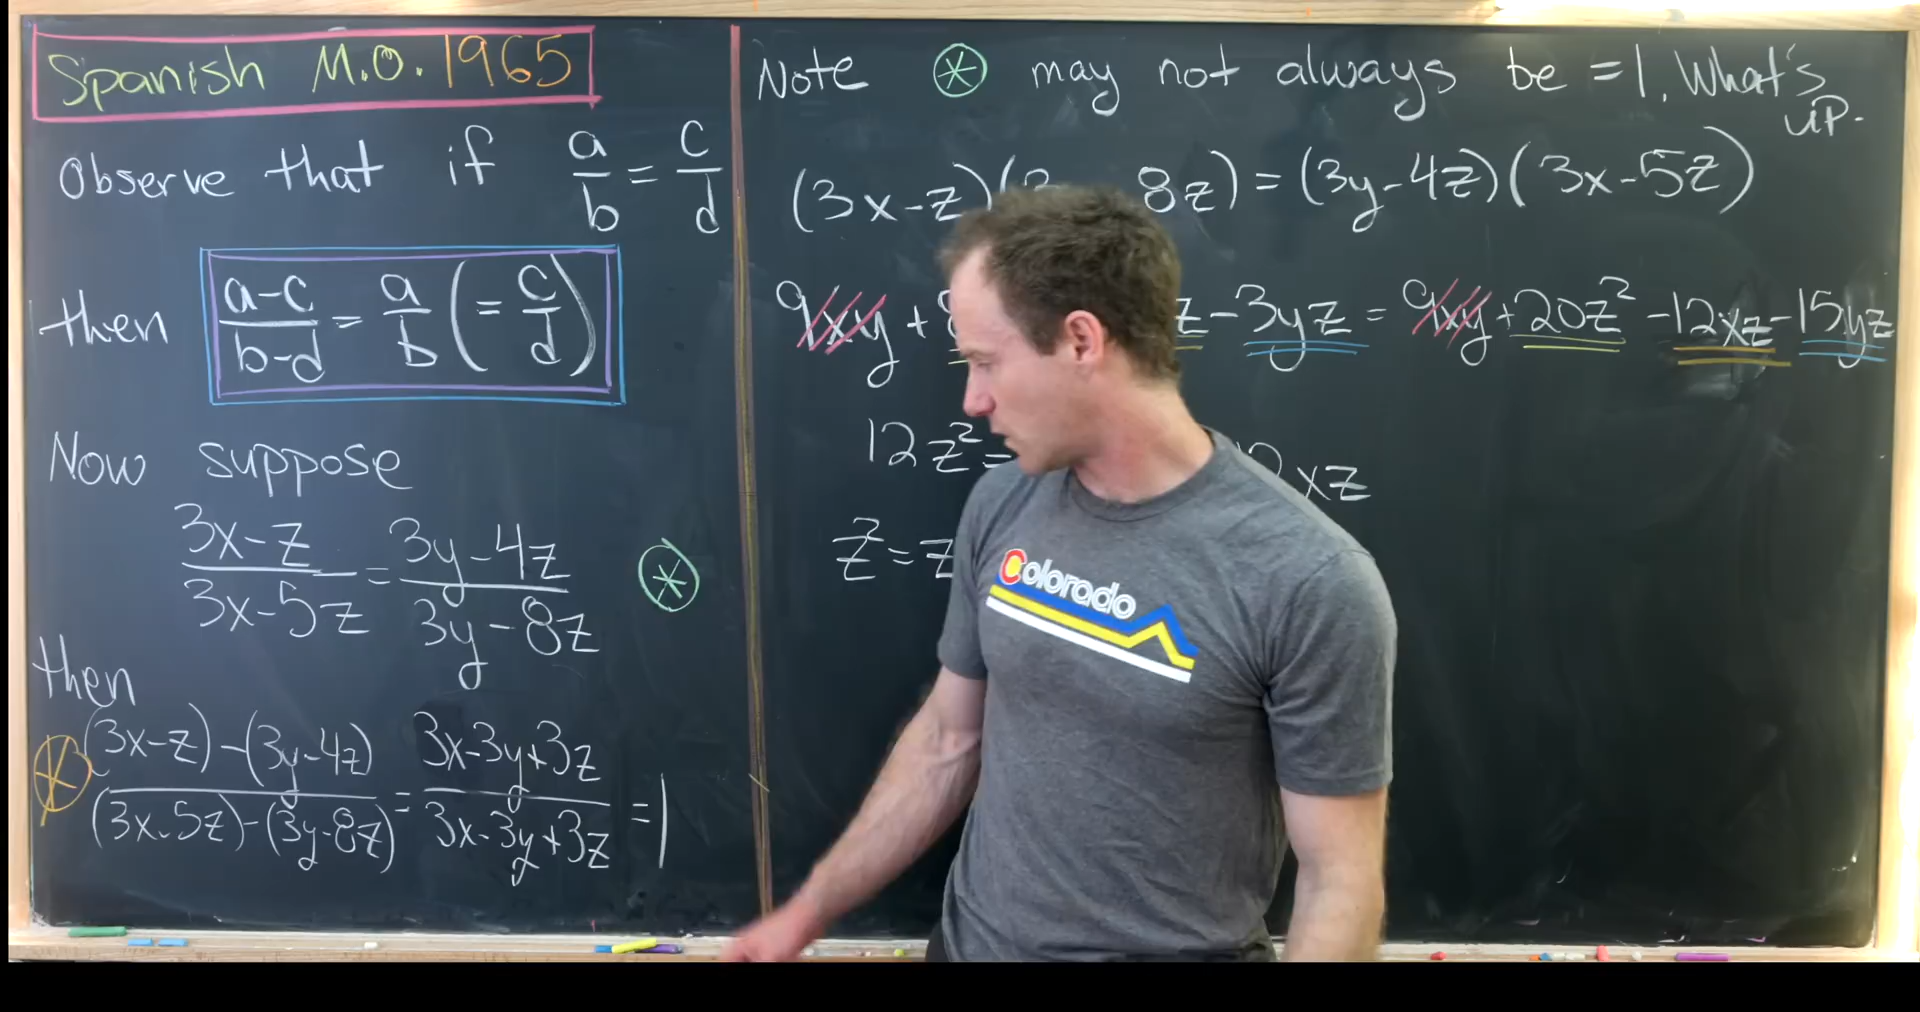 Spanish M.O. 1965
Observe that if a/b = c/d
then (a-c)/(b-d) = a/b (= c/d)
Now suppose
(3x-z)/(3x-5z) = (3y-4z)/(3y-8z) ⊛
then
((3x-z)-(3y-4z))/((3x-5z)-(3y-8z)) = (3x-3y+3z)/(3x-3y+3z) = 1
Note ⊛ may not always be =1. What's
up.
(3x-z)( 8z) = (3y-4z)(3x-5z)
9xy + z - 3yz = 9xy + 20z² - 12xz - 15yz
12z² = xz
z² = z
Colorado